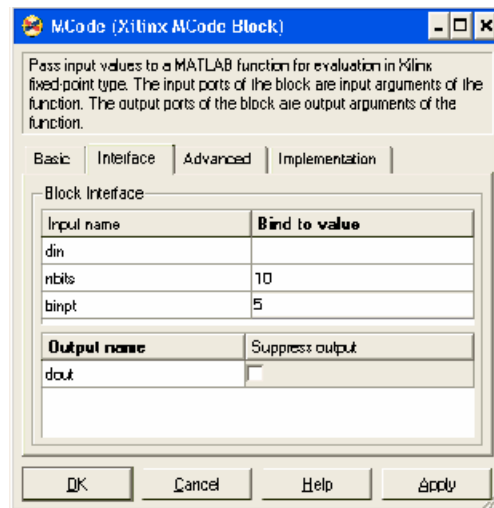 MCode (Xilinx MCode Block)
Pass input values to a MATLAB function for evaluation in Xilinx
fixed-point type. The input ports of the block are input arguments of the
function. The output ports of the block are output arguments of the
function.
Basic Interface Advanced Implementation
Block Interface
Input name Bind to value
din
nbits 10
binpt 5
Output name Suppress output
dout
OK Cancel Help Apply